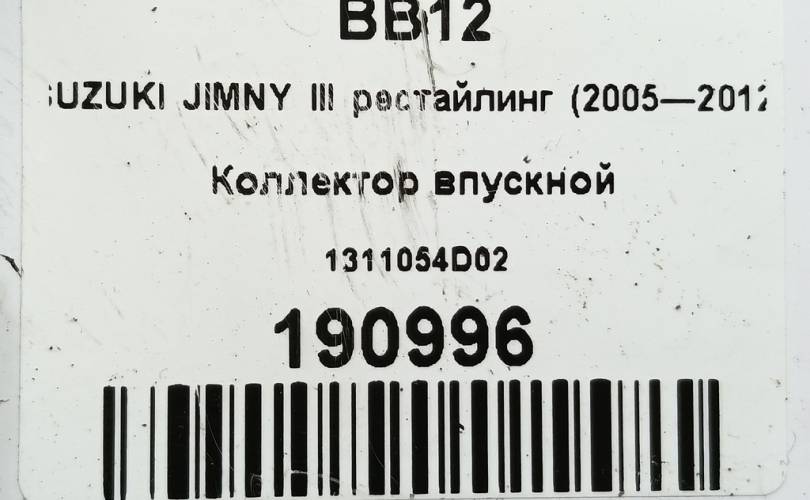 BB12
SUZUKI JIMNY III рестайлинг (2005—2012
Коллектор впускной
1311054D02
190996